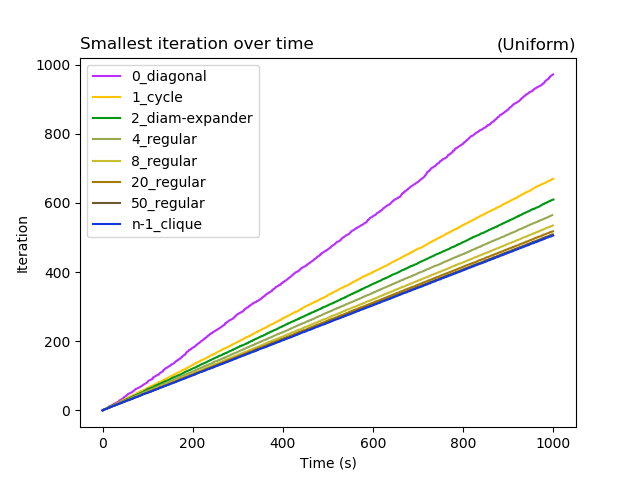 Smallest iteration over time (Uniform)
1000
800
600
400
200
0
Iteration
0_diagonal
1_cycle
2_diam-expander
4_regular
8_regular
20_regular
50_regular
n-1_clique
0 200 400 600 800 1000
Time (s)